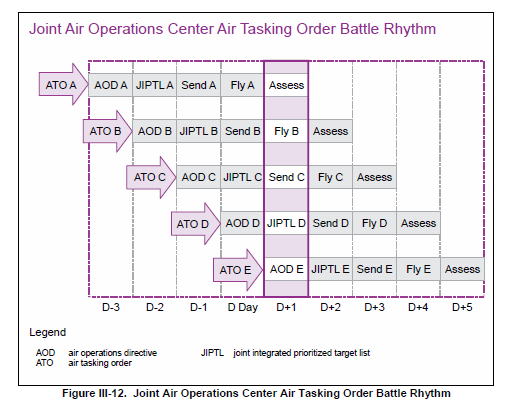 Joint Air Operations Center Air Tasking Order Battle Rhythm
ATO A AOD A JIPTL A Send A Fly A Assess
ATO B AOD B JIPTL B Send B Fly B Assess
ATO C AOD C JIPTL C Send C Fly C Assess
ATO D AOD D JIPTL D Send D Fly D Assess
ATO E AOD E JIPTL E Send E Fly E Assess
D-3 D-2 D-1 D Day D+1 D+2 D+3 D+4 D+5
Legend
AOD air operations directive JIPTL joint integrated prioritized target list
ATO air tasking order
Figure III-12. Joint Air Operations Center Air Tasking Order Battle Rhythm